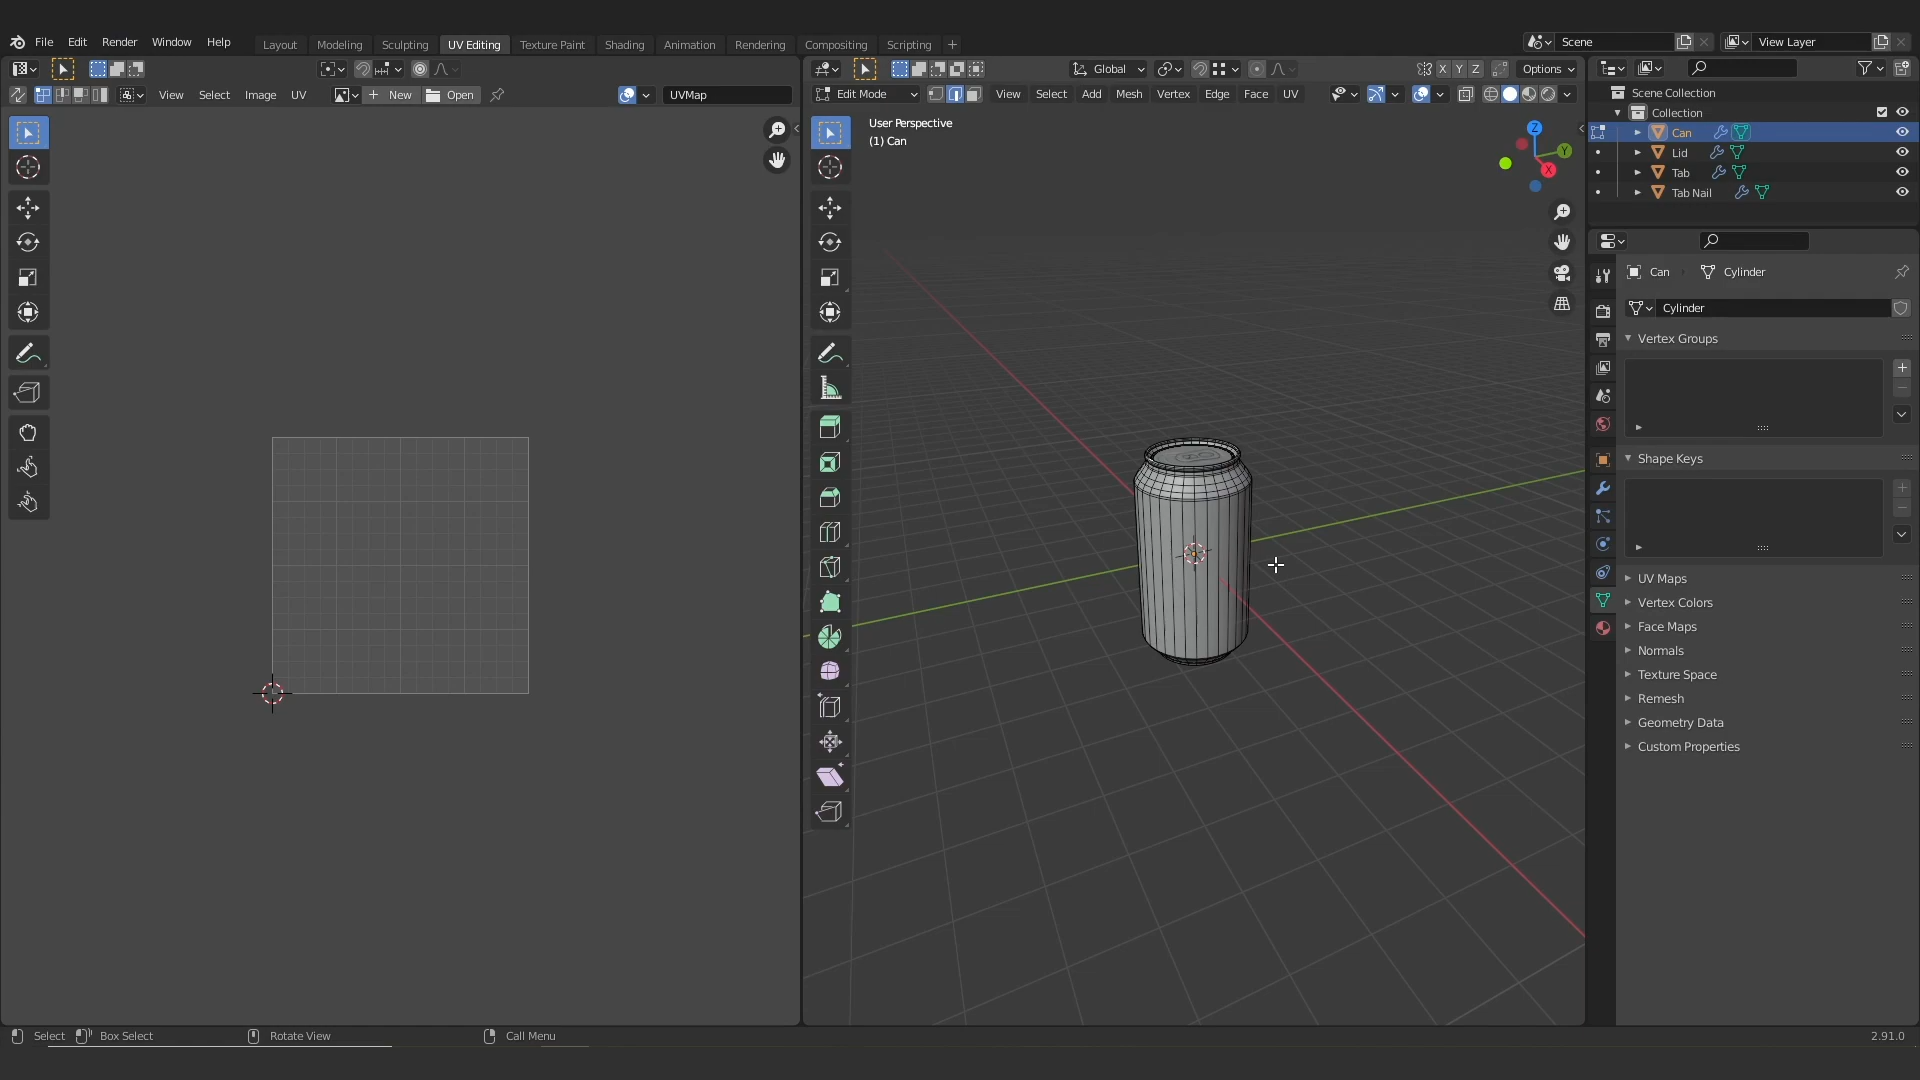 File Edit Render Window Help Layout Modeling Sculpting UV Editing Texture Paint Shading Animation Rendering Compositing Scripting + Scene View Layer
Global X Y Z Options
View Select Image UV New Open UVMap Edit Mode View Select Add Mesh Vertex Edge Face UV
User Perspective
(1) Can
Z
Y
X
Scene Collection
Collection
Can
Lid
Tab
Tab Nail
Can Cylinder
Cylinder
Vertex Groups
Shape Keys
UV Maps
Vertex Colors
Face Maps
Normals
Texture Space
Remesh
Geometry Data
Custom Properties
Select Box Select Rotate View Call Menu 2.91.0